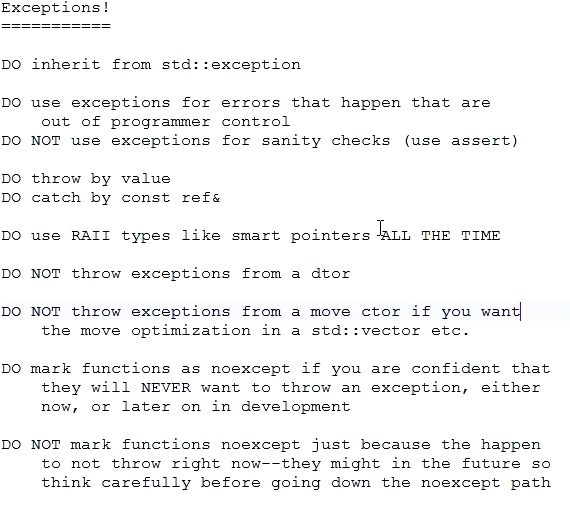 Exceptions!
===========
DO inherit from std::exception
DO use exceptions for errors that happen that are
out of programmer control
DO NOT use exceptions for sanity checks (use assert)
DO throw by value
DO catch by const ref&
DO use RAII types like smart pointers ALL THE TIME
DO NOT throw exceptions from a dtor
DO NOT throw exceptions from a move ctor if you want
the move optimization in a std::vector etc.
DO mark functions as noexcept if you are confident that
they will NEVER want to throw an exception, either
now, or later on in development
DO NOT mark functions noexcept just because the happen
to not throw right now--they might in the future so
think carefully before going down the noexcept path